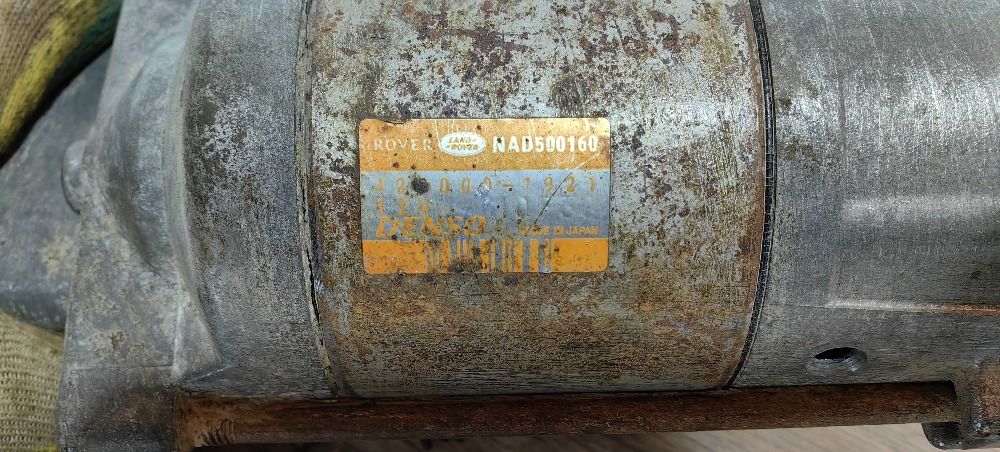 ROVER LAND-ROVER NAD500160
12V
DENSO MADE IN JAPAN